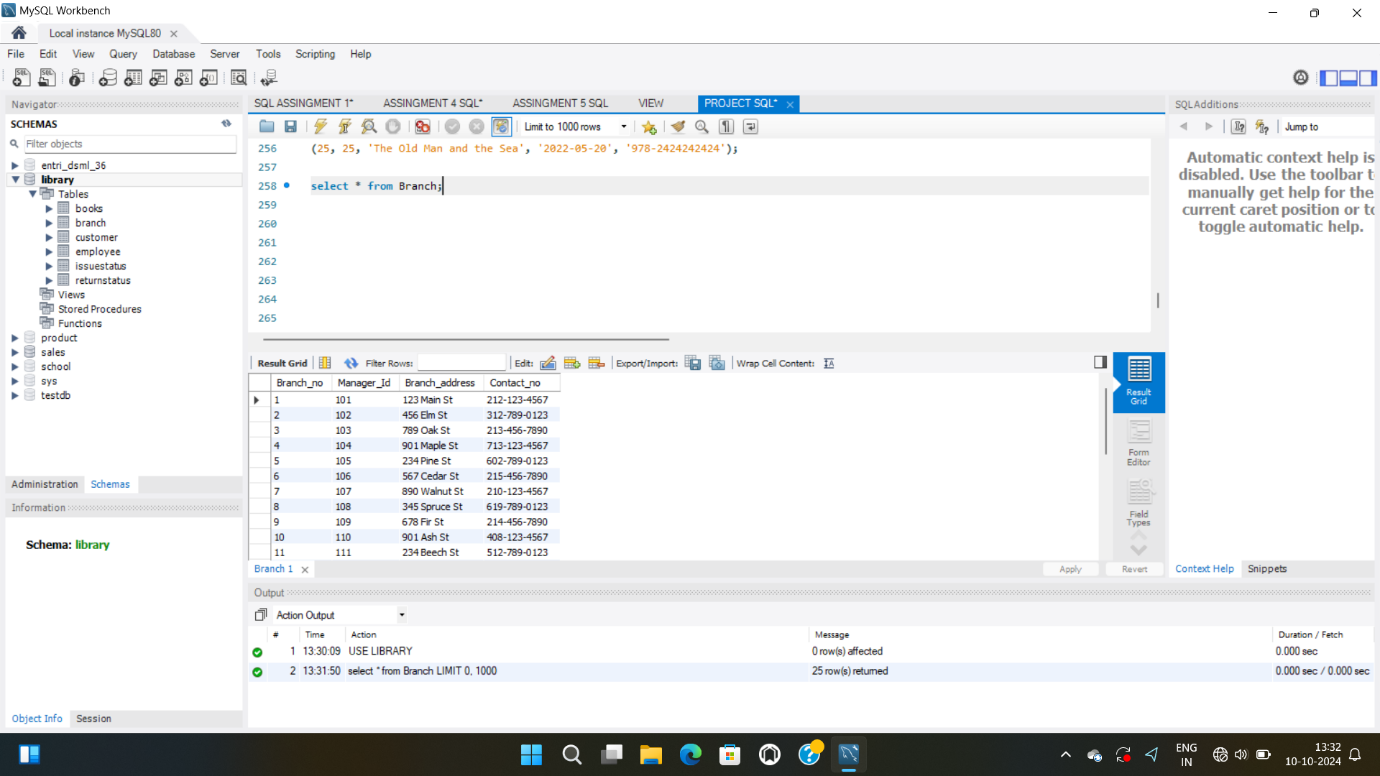 MySQL Workbench
Local instance MySQL80
File Edit View Query Database Server Tools Scripting Help
Navigator
SCHEMAS
Filter objects
entri_dsml_36
library
Tables
books
branch
customer
employee
issuestatus
returnstatus
Views
Stored Procedures
Functions
product
sales
school
sys
testdb
Administration Schemas
Information
Schema: library
Object Info Session
SQL ASSINGMENT 1* ASSINGMENT 4 SQL* ASSINGMENT 5 SQL VIEW PROJECT SQL*
Limit to 1000 rows
256 (25, 25, 'The Old Man and the Sea', '2022-05-20', '978-2424242424');
257
258 select * from Branch;
259
260
261
262
263
264
265
Result Grid Filter Rows: Edit: Export/Import: Wrap Cell Content:
Branch_no Manager_Id Branch_address Contact_no
1 101 123 Main St 212-123-4567
2 102 456 Elm St 312-789-0123
3 103 789 Oak St 213-456-7890
4 104 901 Maple St 713-123-4567
5 105 234 Pine St 602-789-0123
6 106 567 Cedar St 215-456-7890
7 107 890 Walnut St 210-123-4567
8 108 345 Spruce St 619-789-0123
9 109 678 Fir St 214-456-7890
10 110 901 Ash St 408-123-4567
11 111 234 Beech St 512-789-0123
Result
Grid
Form
Editor
Field
Types
Branch 1 Apply Revert
Output
Action Output
# Time Action Message Duration / Fetch
1 13:30:09 USE LIBRARY 0 row(s) affected 0.000 sec
2 13:31:50 select * from Branch LIMIT 0, 1000 25 row(s) returned 0.000 sec / 0.000 sec
SQLAdditions
Jump to
Automatic context help is
disabled. Use the toolbar
manually get help for the
current caret position or to
toggle automatic help.
Context Help Snippets
ENG
IN
13:32
10-10-2024